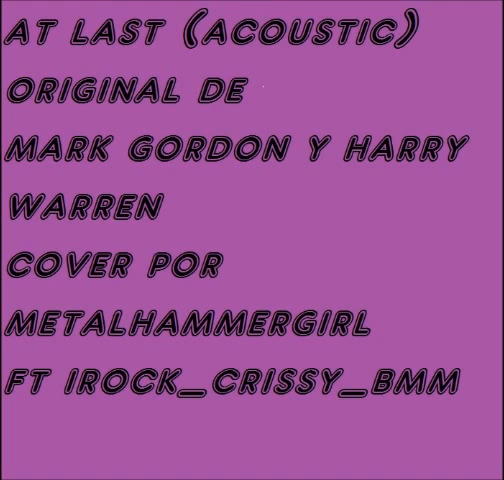 AT LAST (ACOUSTIC)
ORIGINAL DE
MARK GORDON Y HARRY
WARREN
COVER POR
METALHAMMERGIRL
FT IROCK_CRISSY_BMM